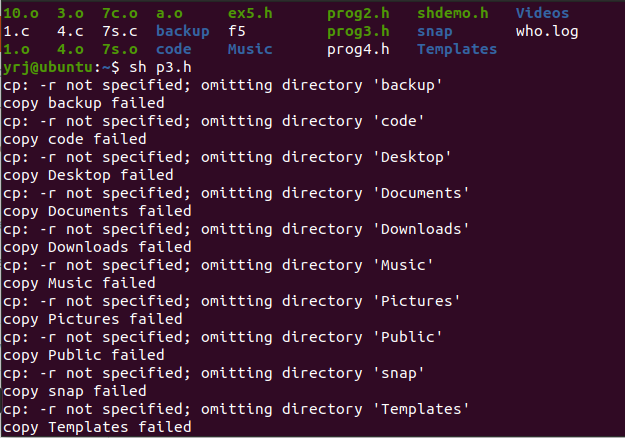 10.o 3.o 7c.o a.o ex5.h prog2.h shdemo.h Videos
1.c 4.c 7s.c backup f5 prog3.h snap who.log
1.o 4.o 7s.o code Music prog4.h Templates
yrj@ubuntu:~$ sh p3.h
cp: -r not specified; omitting directory 'backup'
copy backup failed
cp: -r not specified; omitting directory 'code'
copy code failed
cp: -r not specified; omitting directory 'Desktop'
copy Desktop failed
cp: -r not specified; omitting directory 'Documents'
copy Documents failed
cp: -r not specified; omitting directory 'Downloads'
copy Downloads failed
cp: -r not specified; omitting directory 'Music'
copy Music failed
cp: -r not specified; omitting directory 'Pictures'
copy Pictures failed
cp: -r not specified; omitting directory 'Public'
copy Public failed
cp: -r not specified; omitting directory 'snap'
copy snap failed
cp: -r not specified; omitting directory 'Templates'
copy Templates failed